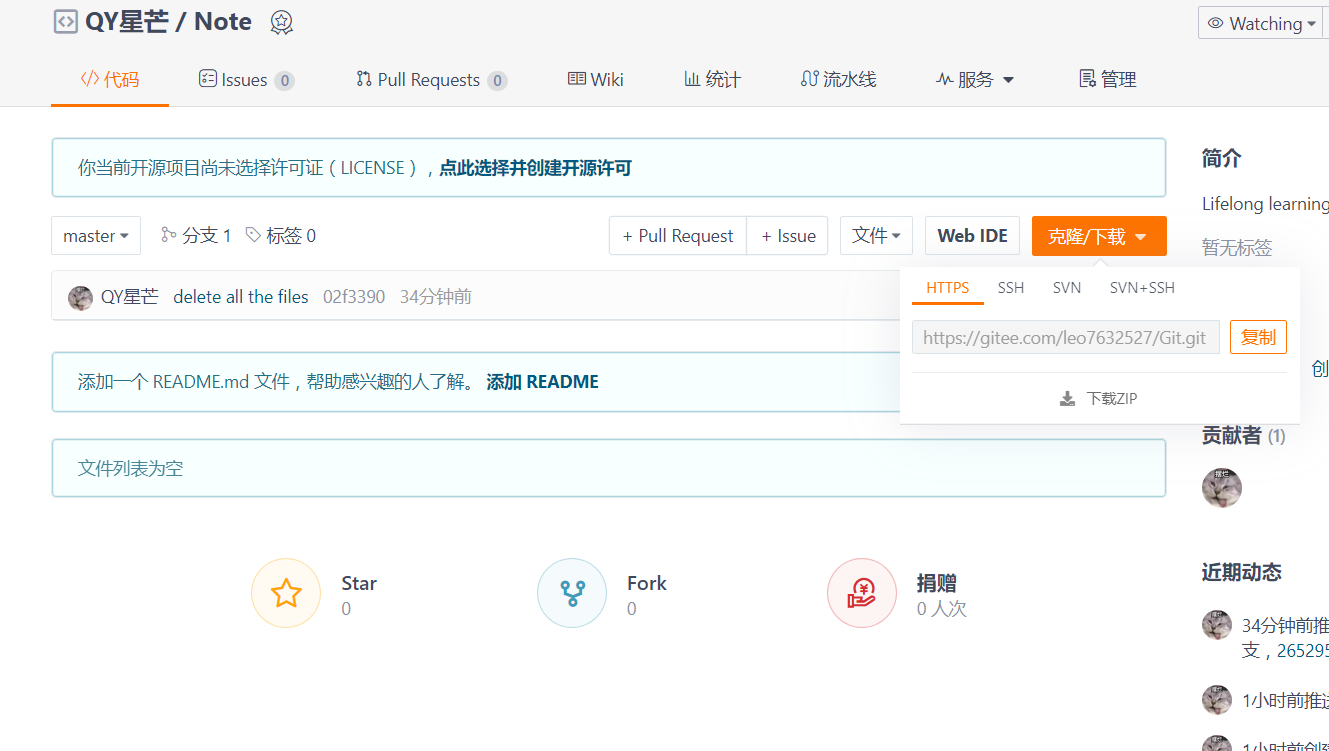 QY星芒 / Note
Watching
代码 Issues 0 Pull Requests 0 Wiki 统计 流水线 服务 管理
你当前开源项目尚未选择许可证（LICENSE），点此选择并创建开源许可
简介
Lifelong learning
master 分支 1 标签 0 + Pull Request + Issue 文件 Web IDE 克隆/下载
暂无标签
QY星芒 delete all the files 02f3390 34分钟前
HTTPS SSH SVN SVN+SSH
https://gitee.com/leo7632527/Git.git 复制
创
添加一个 README.md 文件，帮助感兴趣的人了解。 添加 README
下载ZIP
贡献者 (1)
文件列表为空
近期动态
Star
0
Fork
0
捐赠
0 人次
34分钟前推
支，265295
1小时前推
1小时前创建